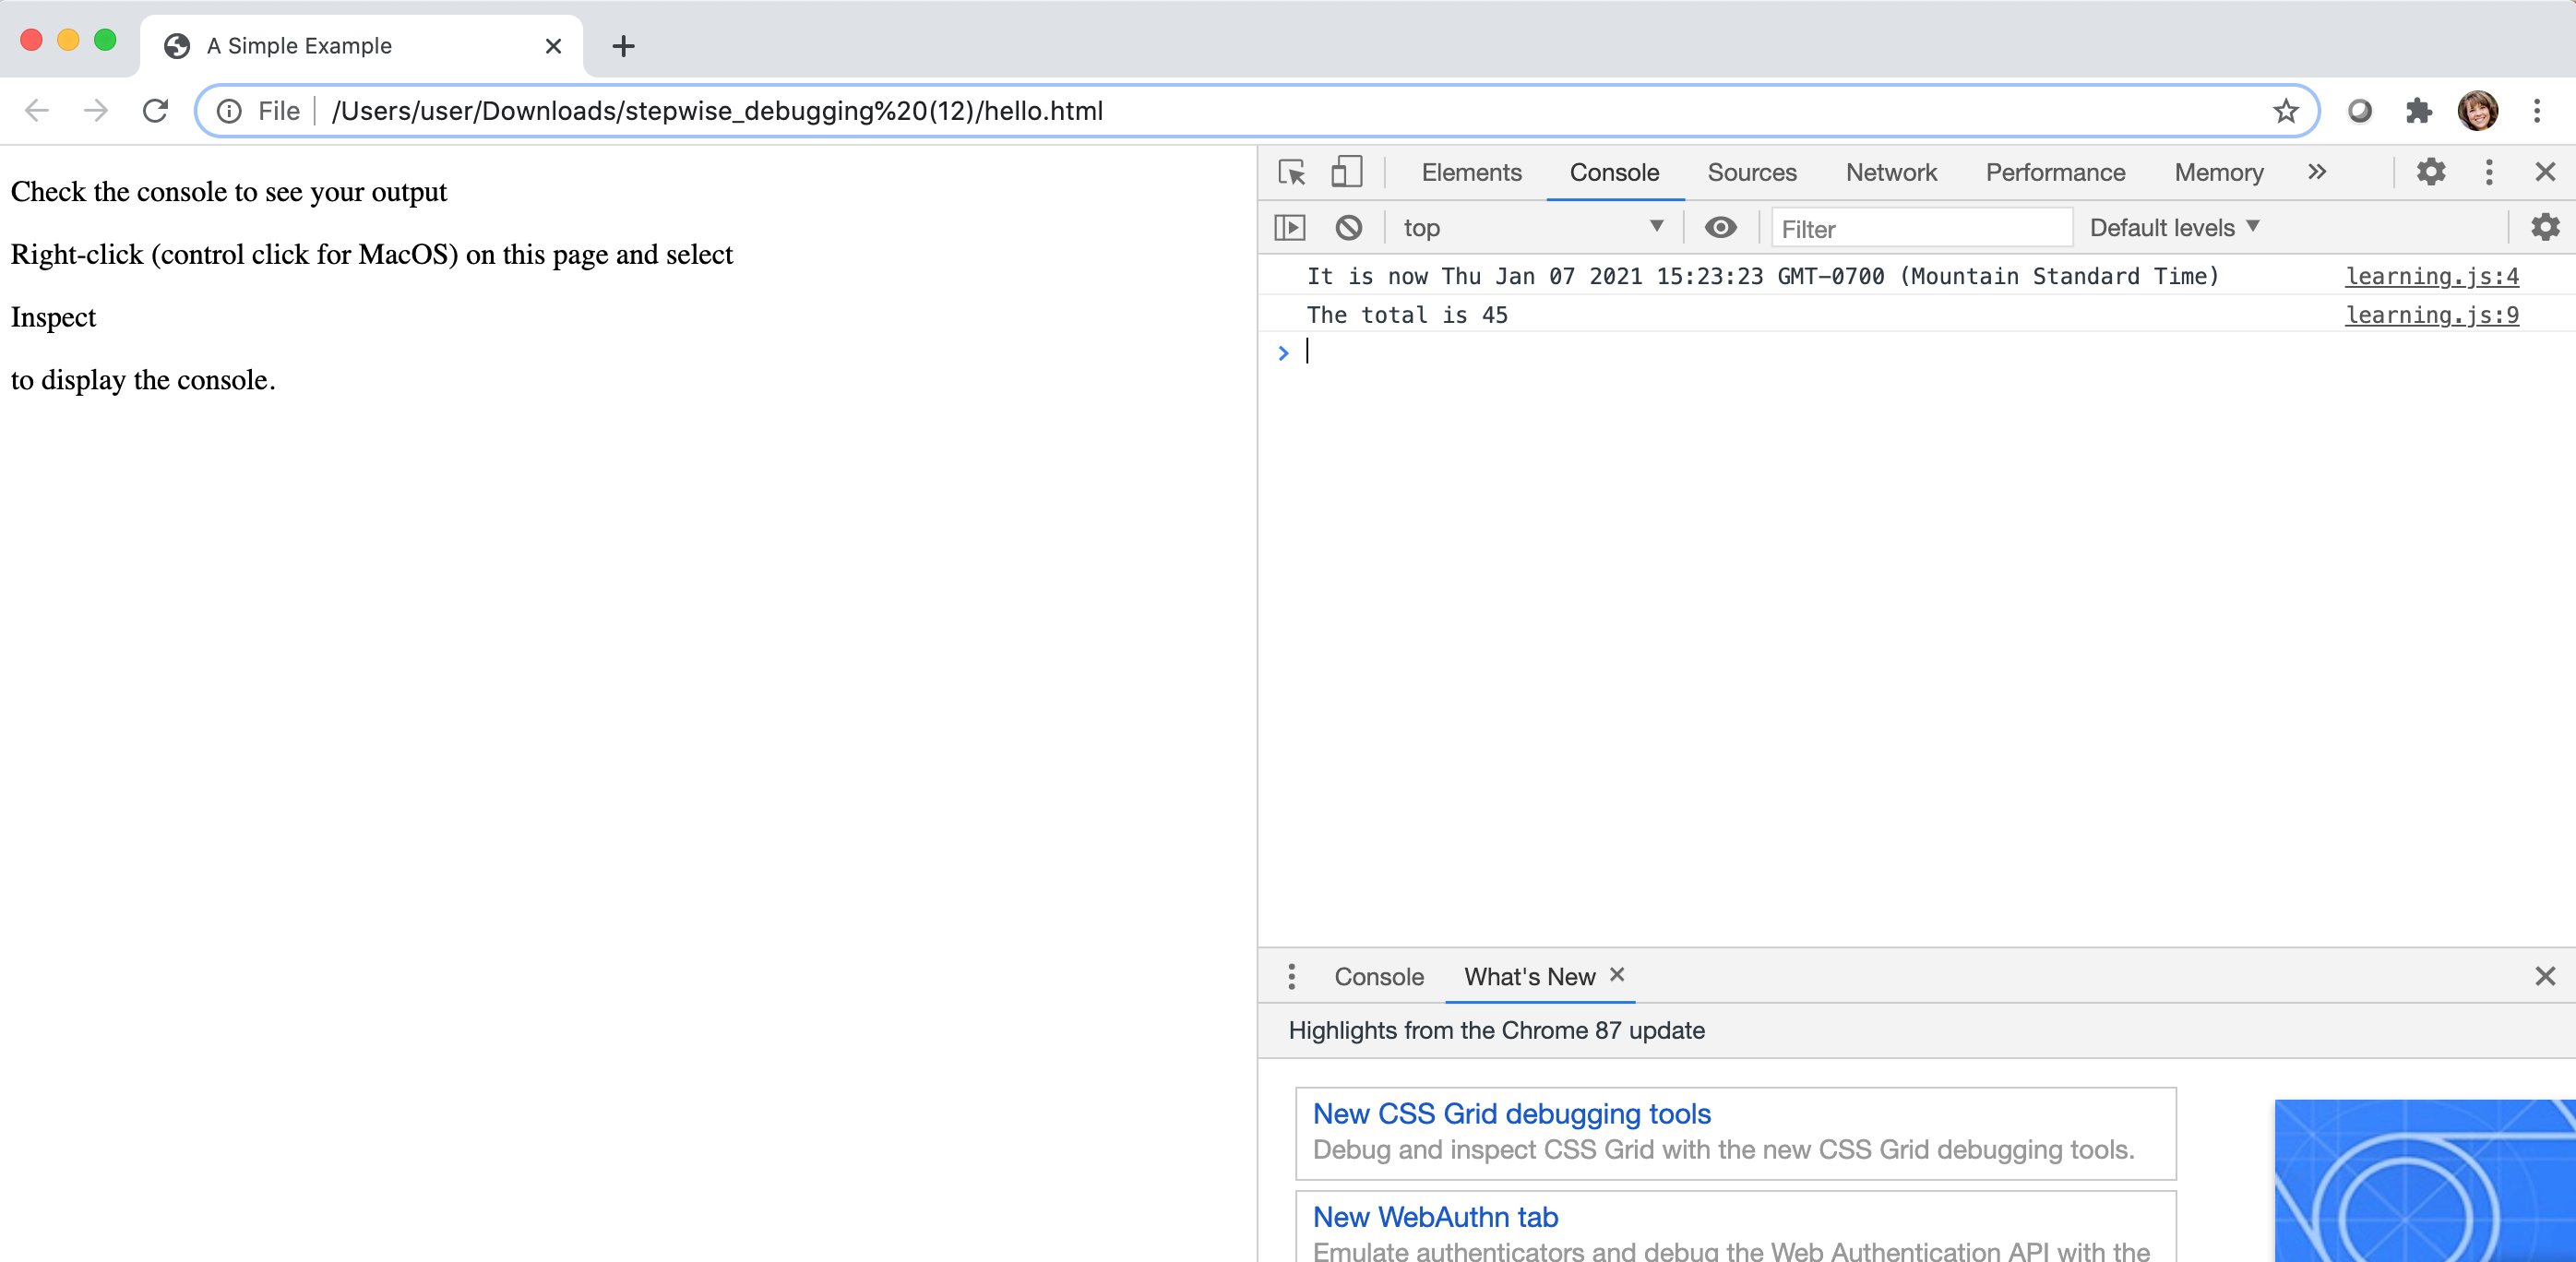 A Simple Example
File /Users/user/Downloads/stepwise_debugging%20(12)/hello.html
Check the console to see your output
Right-click (control click for MacOS) on this page and select
Inspect
to display the console.
Elements Console Sources Network Performance Memory
top Filter Default levels
It is now Thu Jan 07 2021 15:23:23 GMT-0700 (Mountain Standard Time) learning.js:4
The total is 45 learning.js:9
Console What's New
Highlights from the Chrome 87 update
New CSS Grid debugging tools
Debug and inspect CSS Grid with the new CSS Grid debugging tools.
New WebAuthn tab
Emulate authenticators and debug the Web Authentication API with the